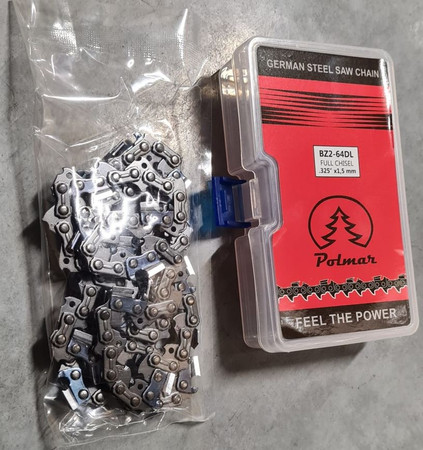 GERMAN STEEL SAW CHAIN
BZ2-64DL
FULL CHISEL
.325" x1,5 mm
Polmar
FEEL THE POWER